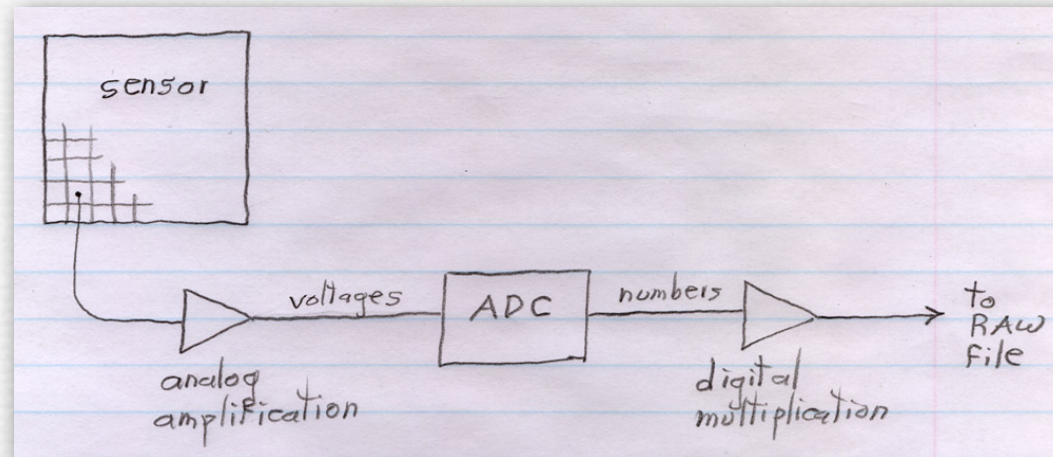 sensor
voltages
ADC
numbers
to
RAW
file
analog
amplification
digital
multiplication